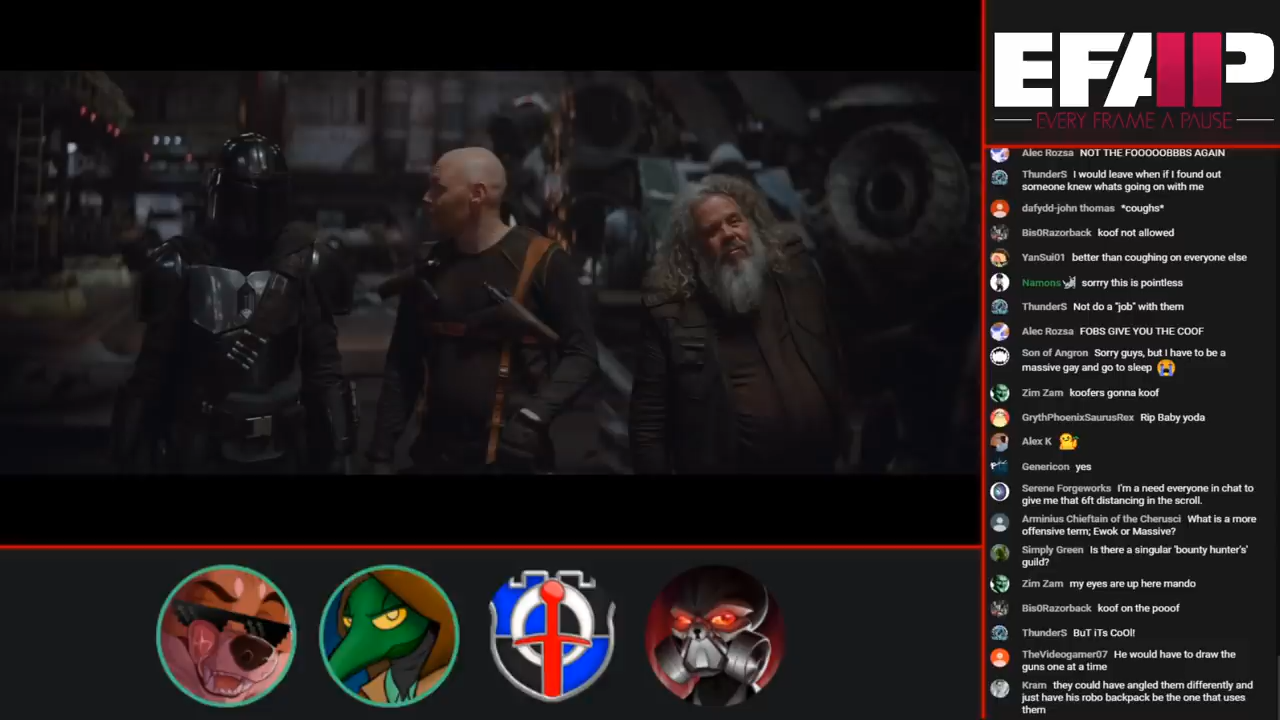 EFAP
EVERY FRAME A PAUSE
Alec Rozsa NOT THE FOOOOOBBBS AGAIN
ThunderS I would leave when if I found out
someone knew whats going on with me
dafydd-john thomas *coughs*
Bis0Razorback koof not allowed
YanSui01 better than coughing on everyone else
Namons sorrry this is pointless
ThunderS Not do a "job" with them
Alec Rozsa FOBS GIVE YOU THE COOF
Son of Angron Sorry guys, but I have to be a
massive gay and go to sleep 😭
Zim Zam koofers gonna koof
GrythPhoenixSaurusRex Rip Baby yoda
Alex K
Genericon yes
Serene Forgeworks I'm a need everyone in chat to
give me that 6ft distancing in the scroll.
Arminius Chieftain of the Cherusci What is a more
offensive term; Ewok or Massive?
Simply Green Is there a singular 'bounty hunter's'
guild?
Zim Zam my eyes are up here mando
Bis0Razorback koof on the pooof
ThunderS BuT iTs CoOl!
TheVideogamer07 He would have to draw the
guns one at a time
Kram they could have angled them differently and
just have his robo backpack be the one that uses
them